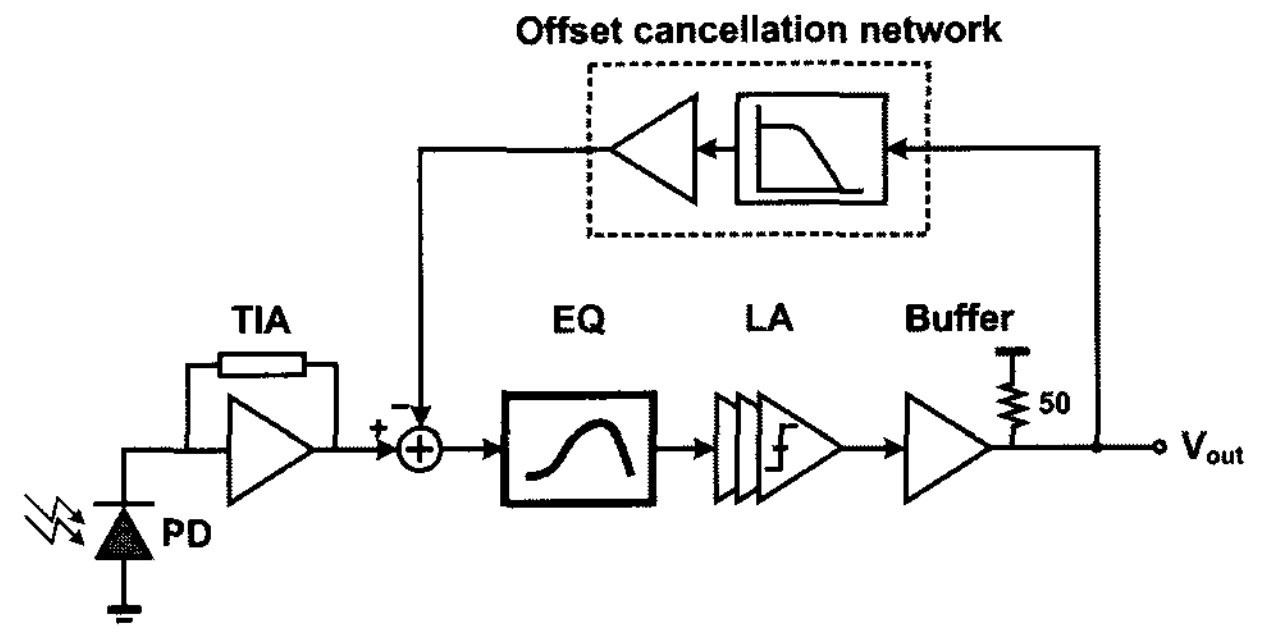 Offset cancellation network
TIA
EQ
LA
Buffer
50
+
−
+
PD
Vout